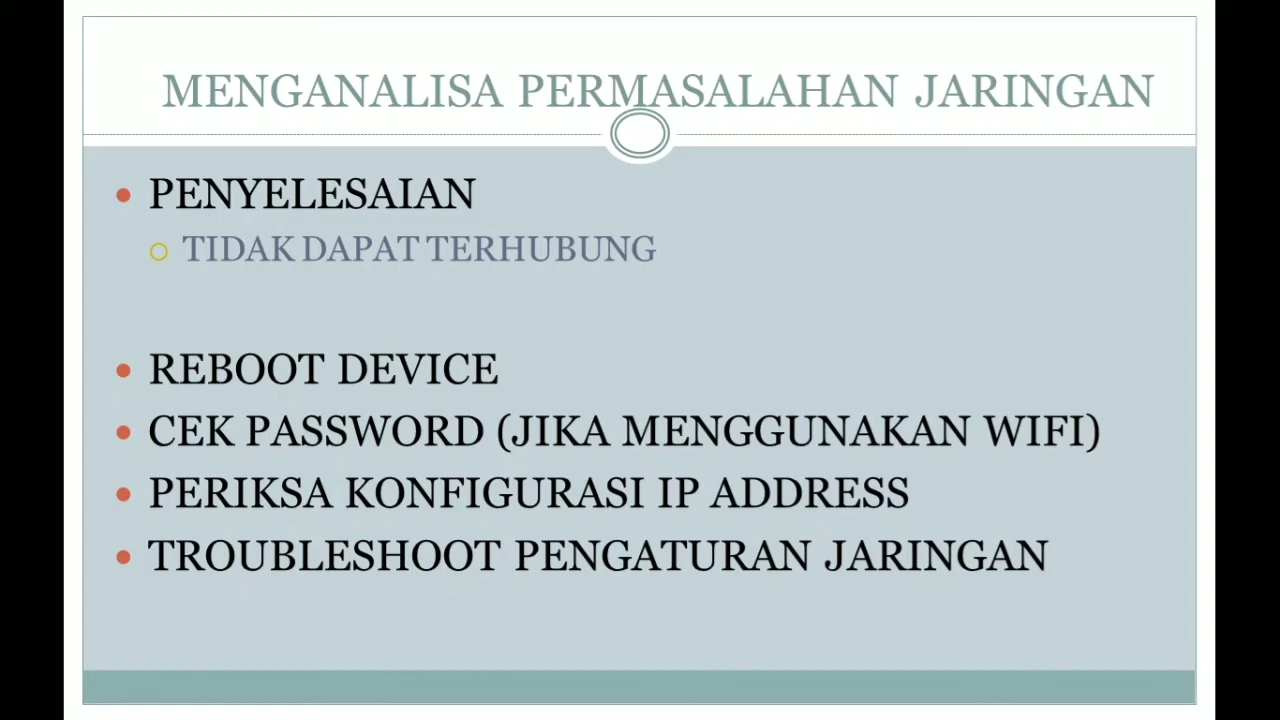 MENGANALISA PERMASALAHAN JARINGAN
PENYELESAIAN
TIDAK DAPAT TERHUBUNG
REBOOT DEVICE
CEK PASSWORD (JIKA MENGGUNAKAN WIFI)
PERIKSA KONFIGURASI IP ADDRESS
TROUBLESHOOT PENGATURAN JARINGAN